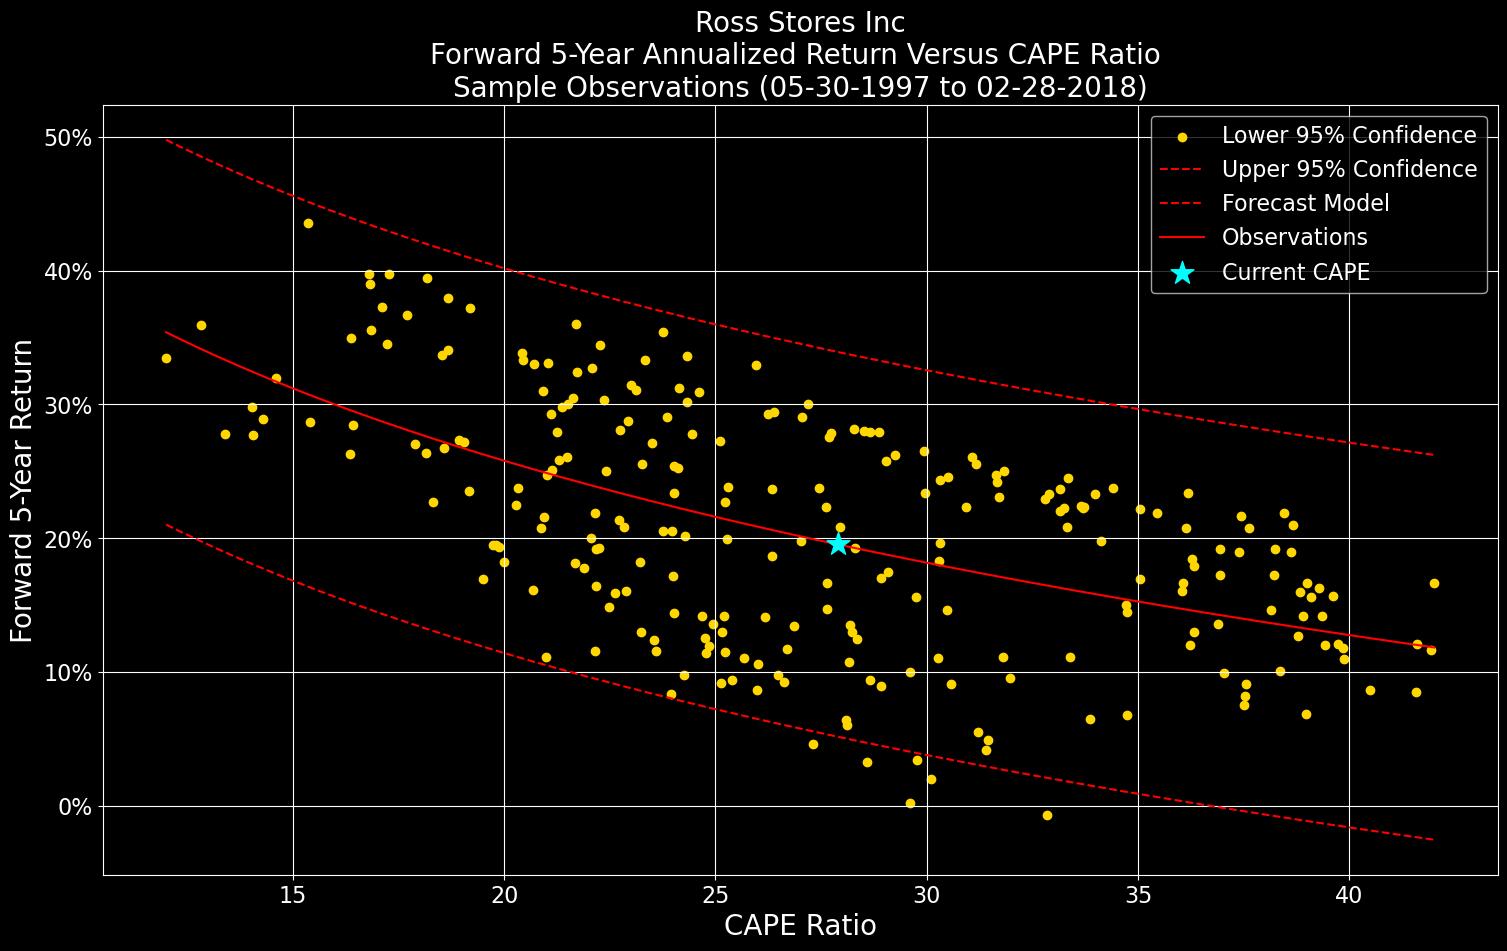 Ross Stores Inc
Forward 5-Year Annualized Return Versus CAPE Ratio
Sample Observations (05-30-1997 to 02-28-2018)
Lower 95% Confidence
Upper 95% Confidence
Forecast Model
Observations
Current CAPE
Forward 5-Year Return
50%
40%
30%
20%
10%
0%
15 20 25 30 35 40
CAPE Ratio